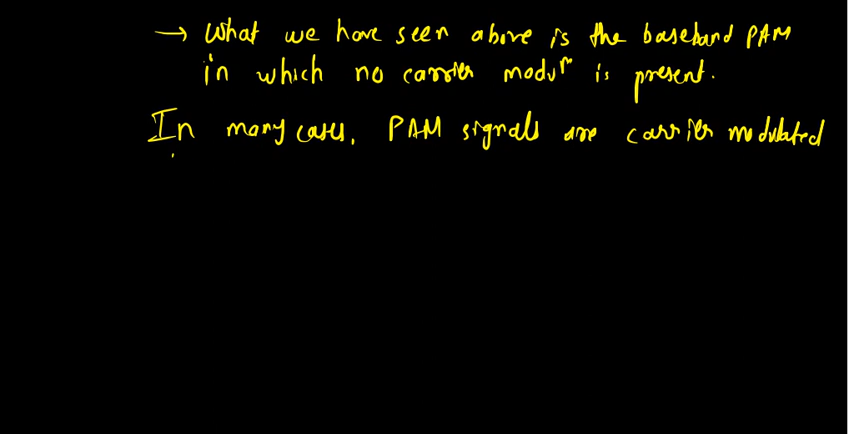 → What we have seen above is the baseband PAM
in which no carrier modu^r is present.
In many cases, PAM signals are carrier modulated